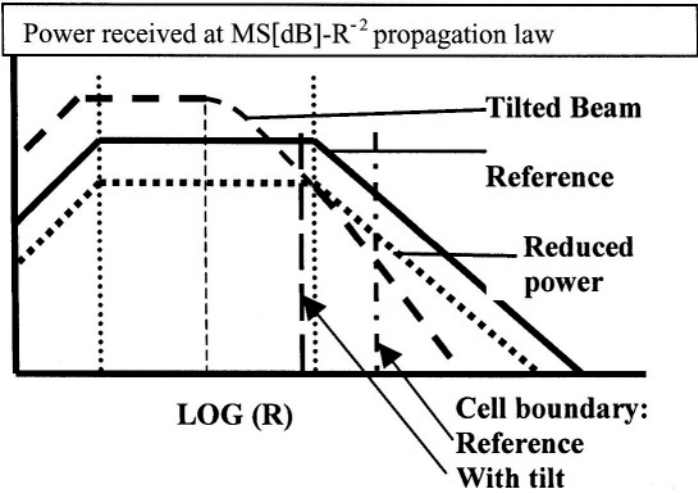 Power received at MS[dB]-R⁻² propagation law
Tilted Beam
Reference
Reduced
power
LOG (R)
Cell boundary:
Reference
With tilt